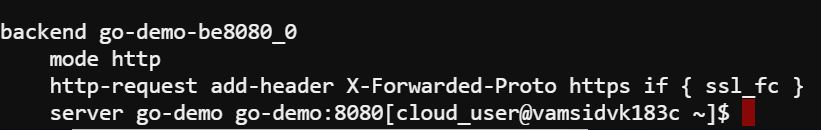 backend go-demo-be8080_0
    mode http
    http-request add-header X-Forwarded-Proto https if { ssl_fc }
    server go-demo go-demo:8080[cloud_user@vamsidvk183c ~]$